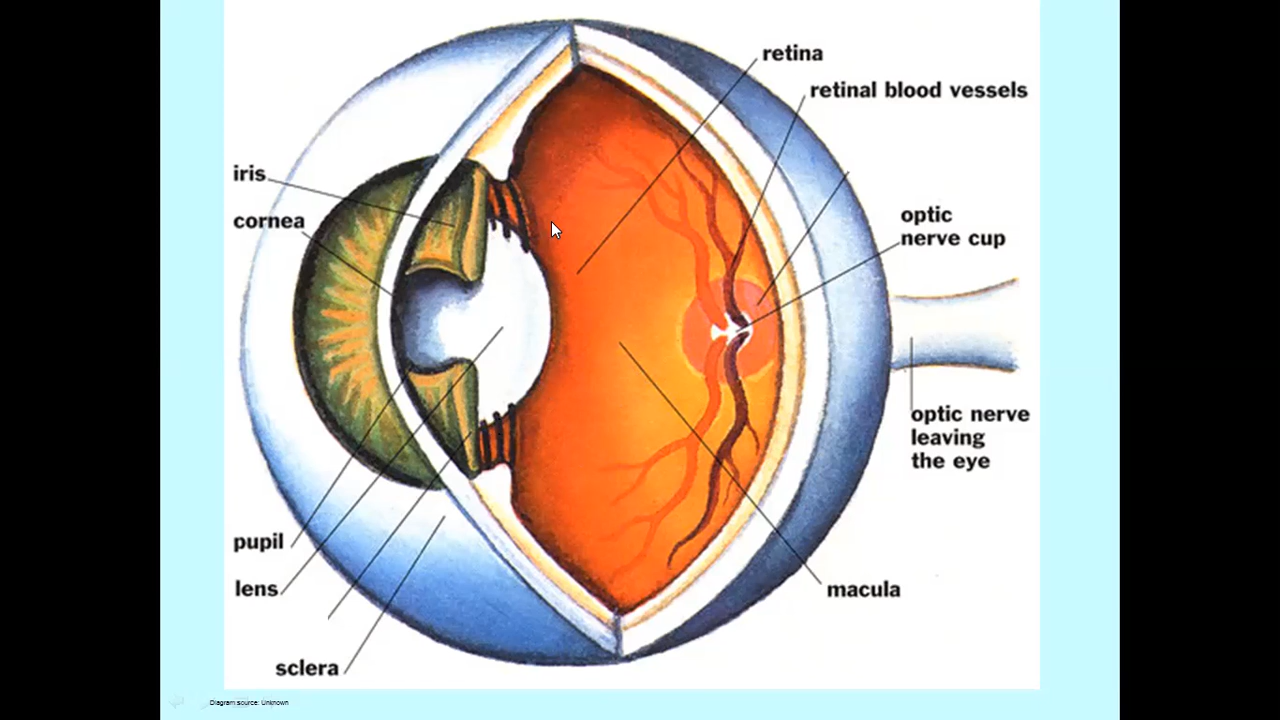 retina
retinal blood vessels
iris
cornea
optic
nerve cup
optic nerve
leaving
the eye
pupil
lens
macula
sclera
Diagram source: Unknown